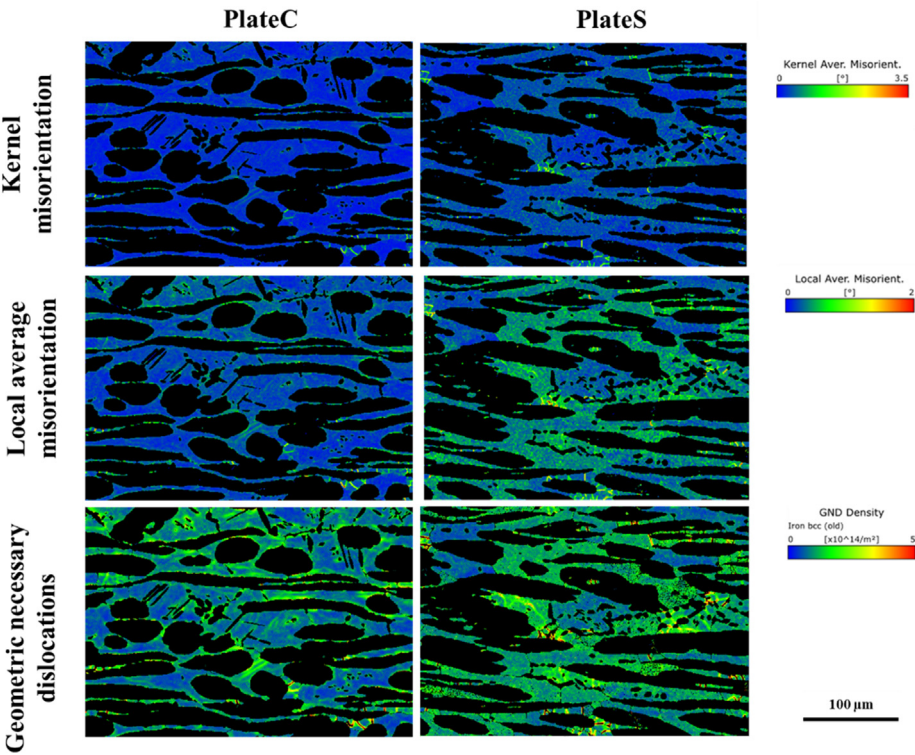 PlateC
PlateS
Kernel
misorientation
Kernel Aver. Misorient.
0 [°] 3.5
Local average
misorientation
Local Aver. Misorient.
0 [°] 2
Geometric necessary
dislocations
GND Density
Iron bcc (old)
0 [x10^14/m²] 5
100 µm